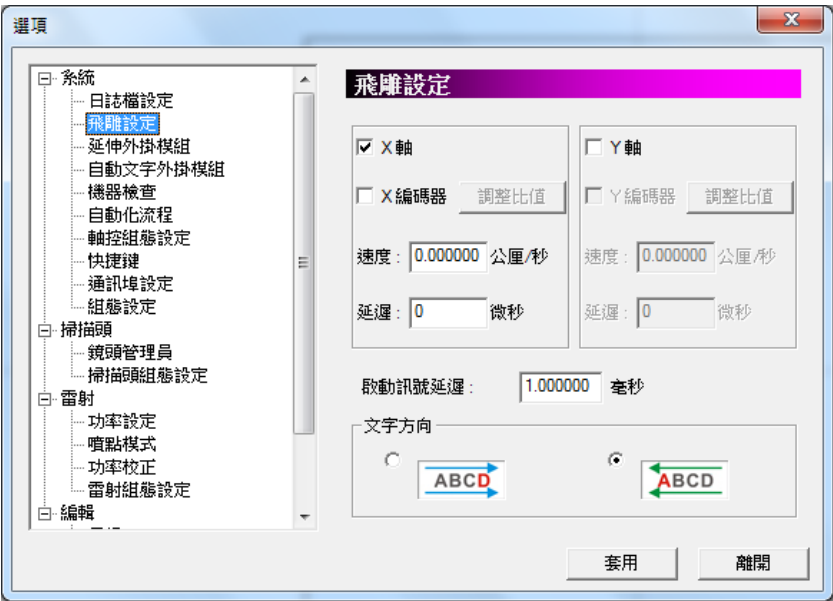 選項
系統
日誌檔設定
飛雕設定
延伸外掛模組
自動文字外掛模組
機器檢查
自動化流程
軸控組態設定
快捷鍵
通訊埠設定
組態設定
掃描頭
鏡頭管理員
掃描頭組態設定
雷射
功率設定
噴點模式
功率校正
雷射組態設定
編輯
飛雕設定
X 軸
X 編碼器 調整比值
速度 : 0.000000 公厘/秒
延遲 : 0 微秒
Y 軸
Y 編碼器 調整比值
速度 : 0.000000 公厘/秒
延遲 : 0 微秒
啟動訊號延遲 : 1.000000 毫秒
文字方向
ABCD ABCD
套用 離開